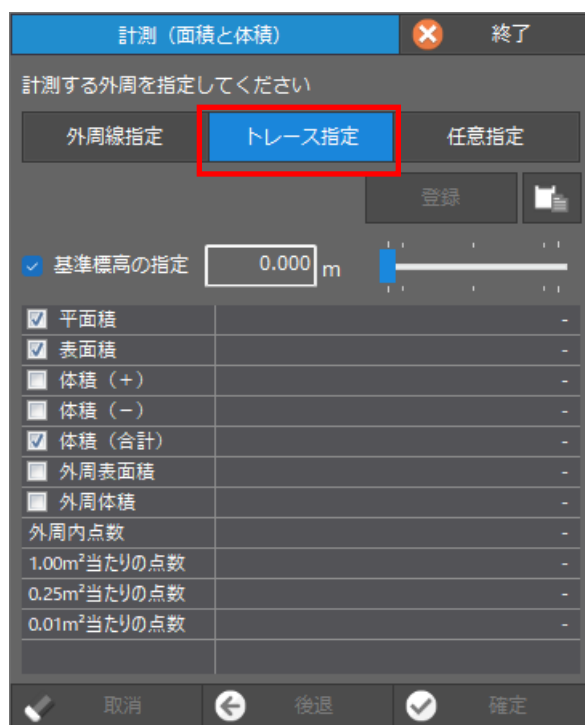 計測（面積と体積） 終了
計測する外周を指定してください
外周線指定 トレース指定 任意指定
登録
基準標高の指定 0.000 m
平面積 -
表面積 -
体積（+） -
体積（-） -
体積（合計） -
外周表面積 -
外周体積 -
外周内点数 -
1.00m²当たりの点数 -
0.25m²当たりの点数 -
0.01m²当たりの点数 -
取消 後退 確定